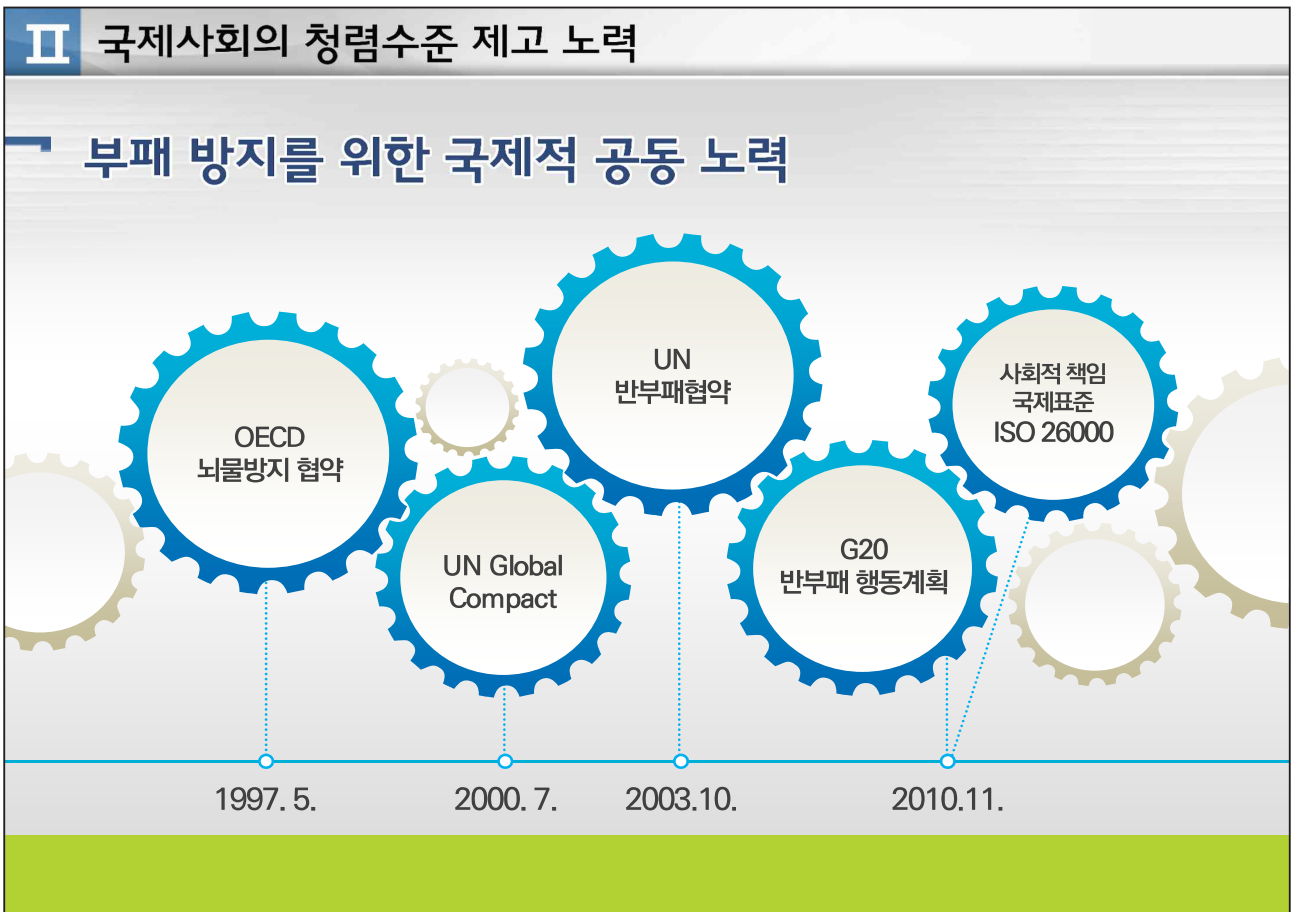 Ⅱ 국제사회의 청렴수준 제고 노력
부패 방지를 위한 국제적 공동 노력
OECD
뇌물방지 협약
UN Global
Compact
UN
반부패협약
G20
반부패 행동계획
사회적 책임
국제표준
ISO 26000
1997. 5.
2000. 7.
2003.10.
2010.11.